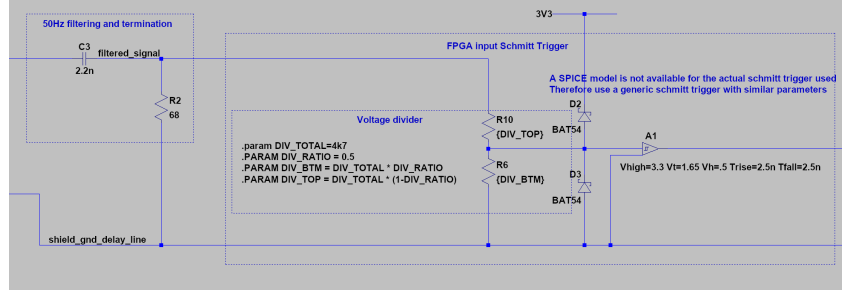 3V3
50Hz filtering and termination
FPGA input Schmitt Trigger
C3
filtered_signal
2.2n
A SPICE model is not available for the actual schmitt trigger used
Therefore use a generic schmitt trigger with similar parameters
R2
68
D2
BAT54
Voltage divider
R10
{DIV_TOP}
A1
.param DIV_TOTAL=4k7
.PARAM DIV_RATIO = 0.5
.PARAM DIV_BTM = DIV_TOTAL * DIV_RATIO
.PARAM DIV_TOP = DIV_TOTAL * (1-DIV_RATIO)
R6
{DIV_BTM}
D3
BAT54
Vhigh=3.3 Vt=1.65 Vh=.5 Trise=2.5n Tfall=2.5n
shield_gnd_delay_line